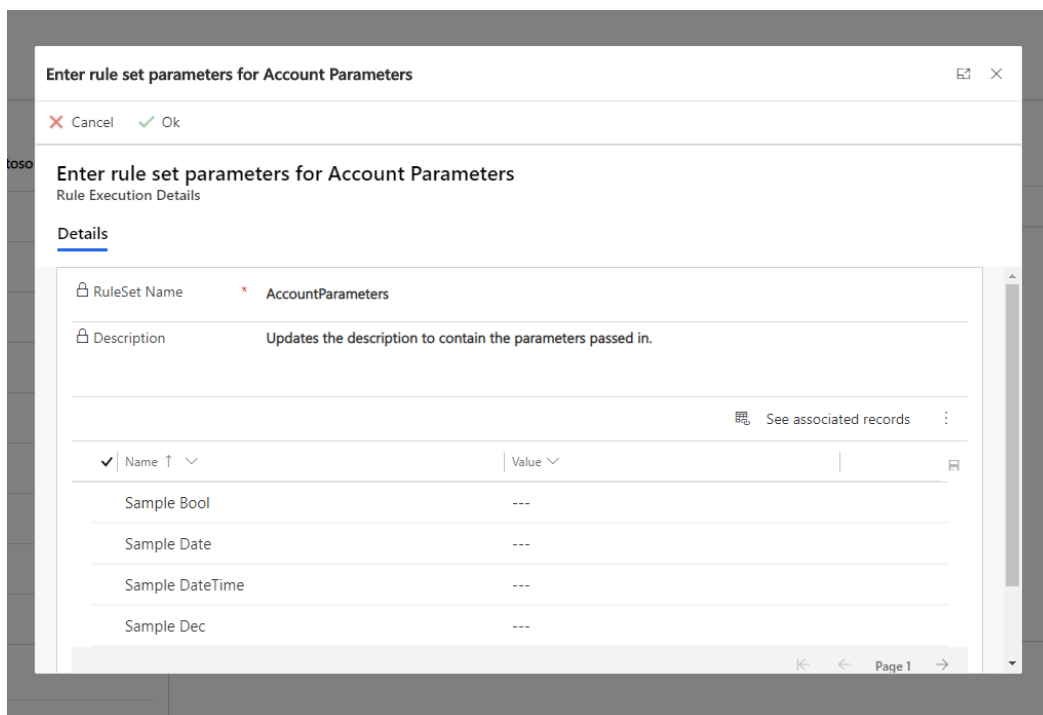 Enter rule set parameters for Account Parameters
Cancel Ok
toso
Enter rule set parameters for Account Parameters
Rule Execution Details
Details
RuleSet Name * AccountParameters
Description Updates the description to contain the parameters passed in.
See associated records
Name ↑ Value
Sample Bool ---
Sample Date ---
Sample DateTime ---
Sample Dec ---
Page 1